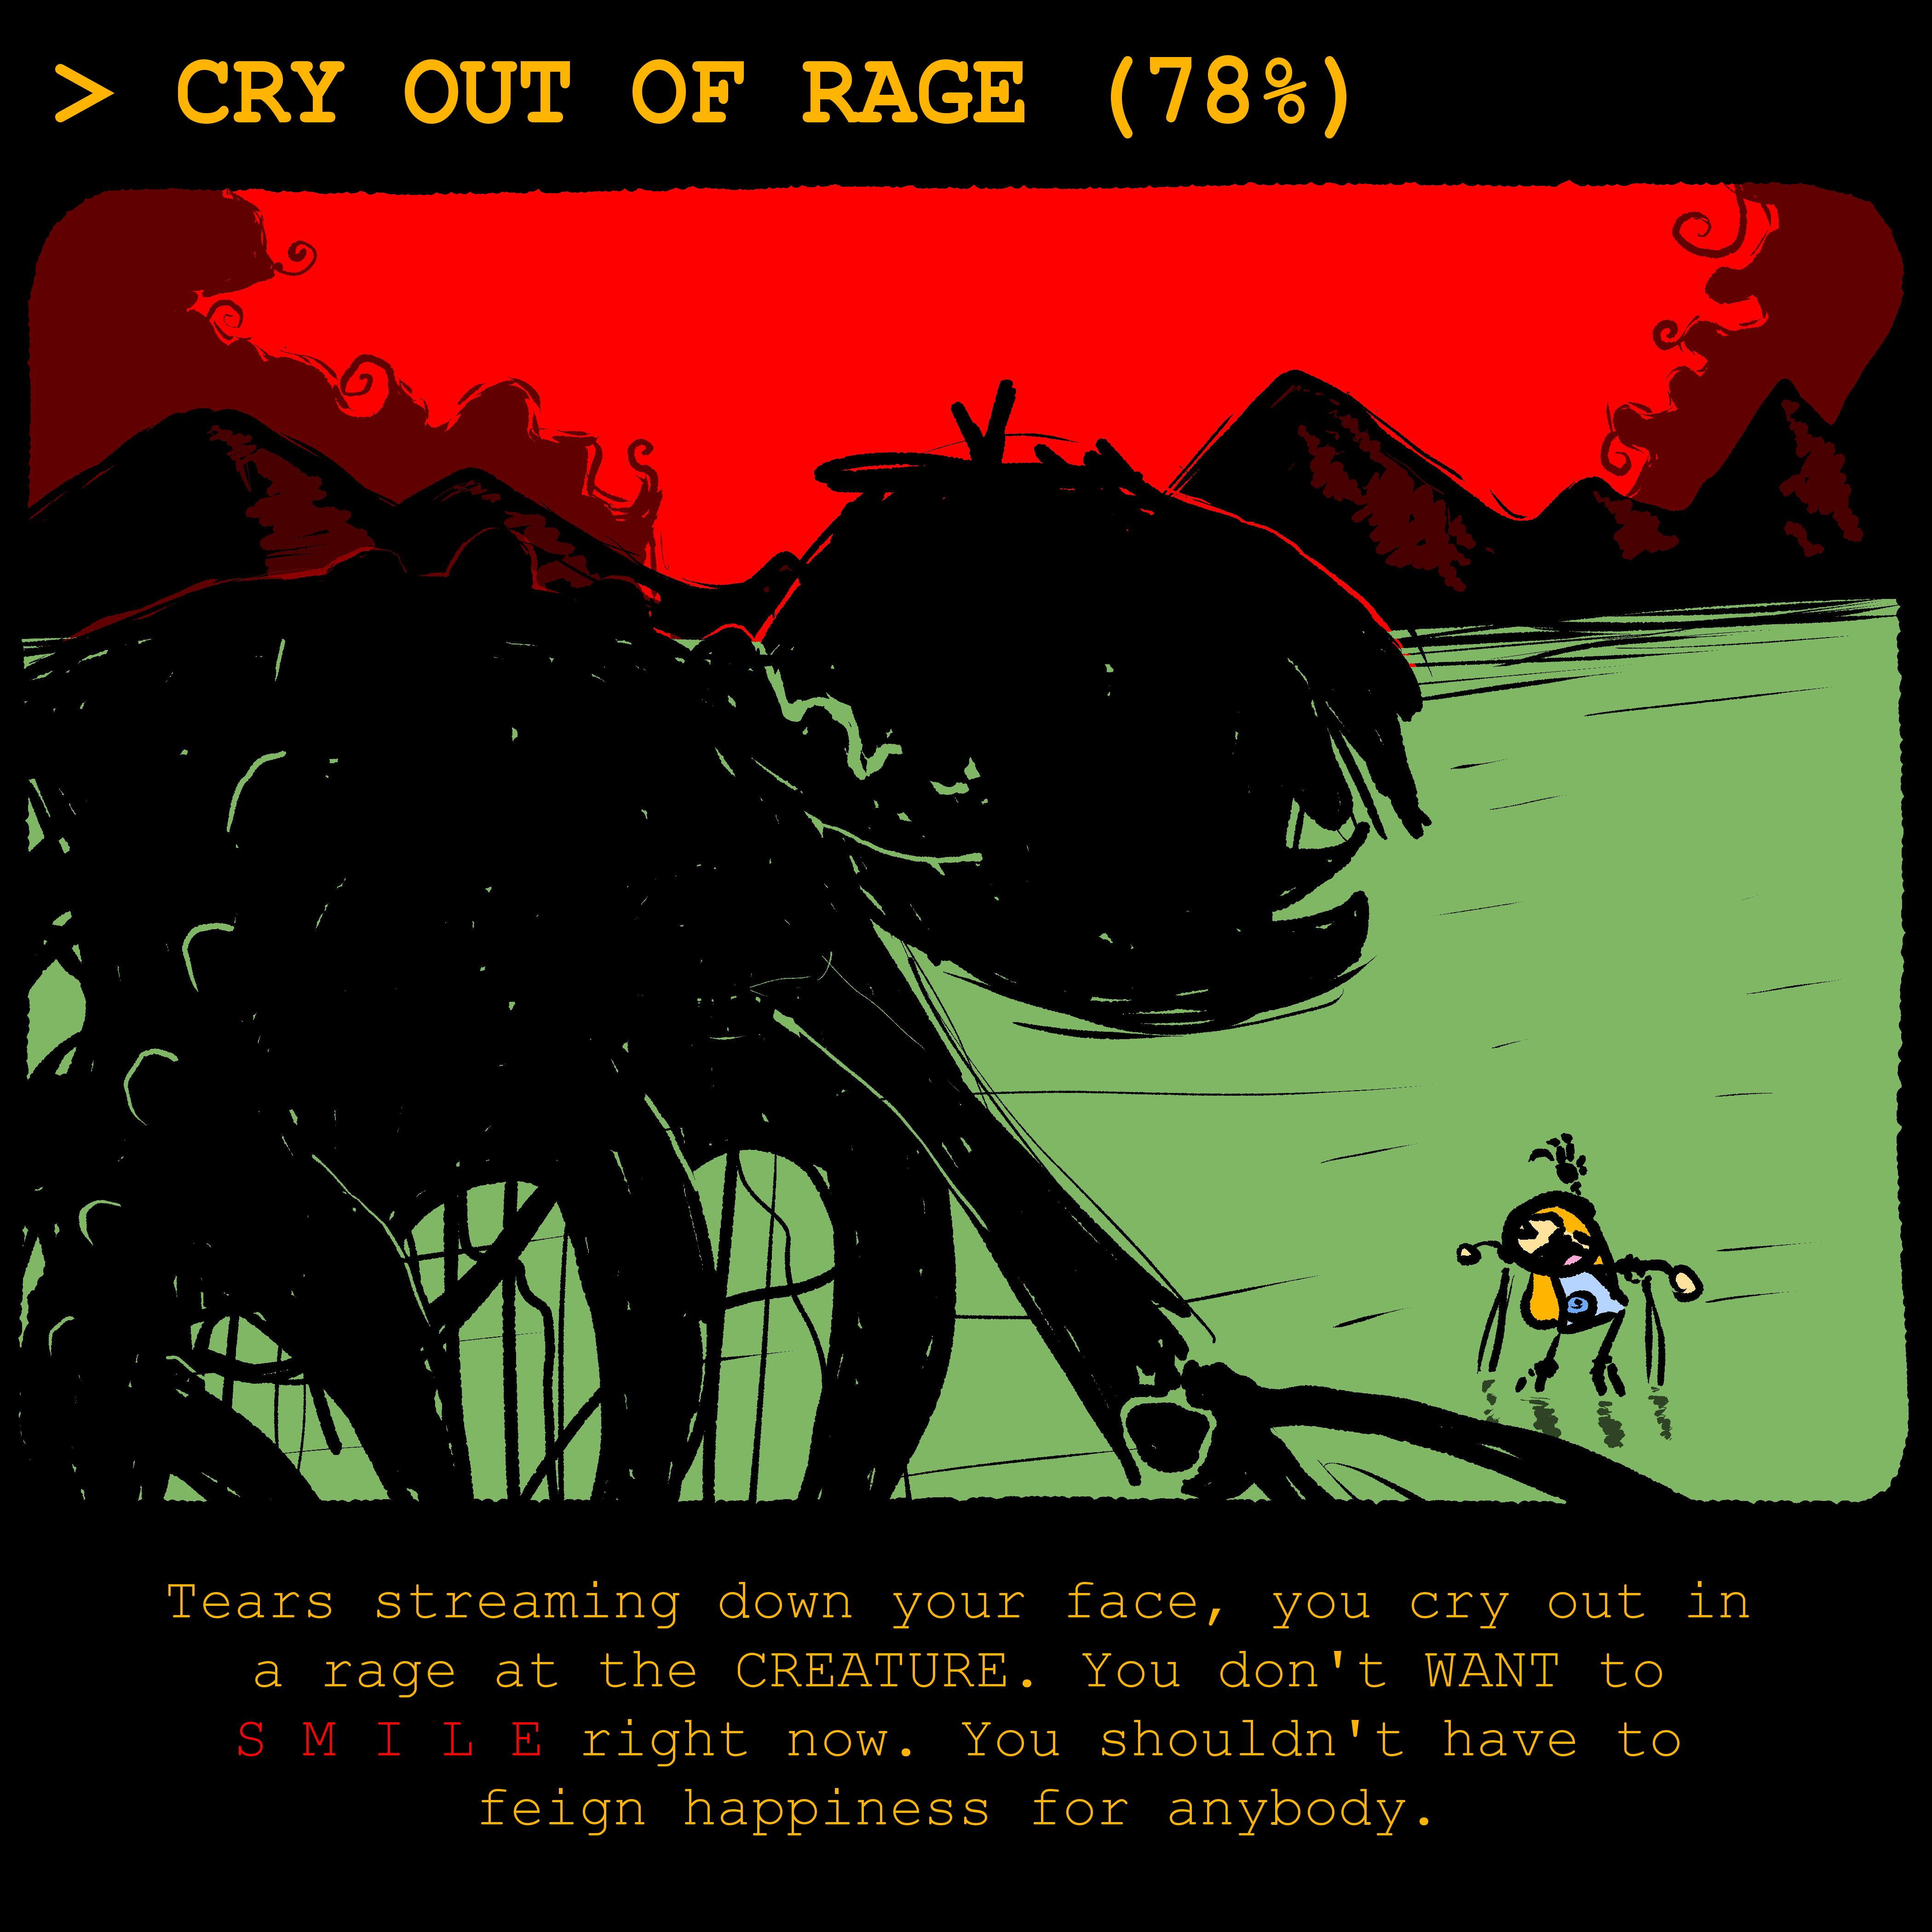 > CRY OUT OF RAGE (78%)
Tears streaming down your face, you cry out in
a rage at the CREATURE. You don't WANT to
S M I L E right now. You shouldn't have to
feign happiness for anybody.